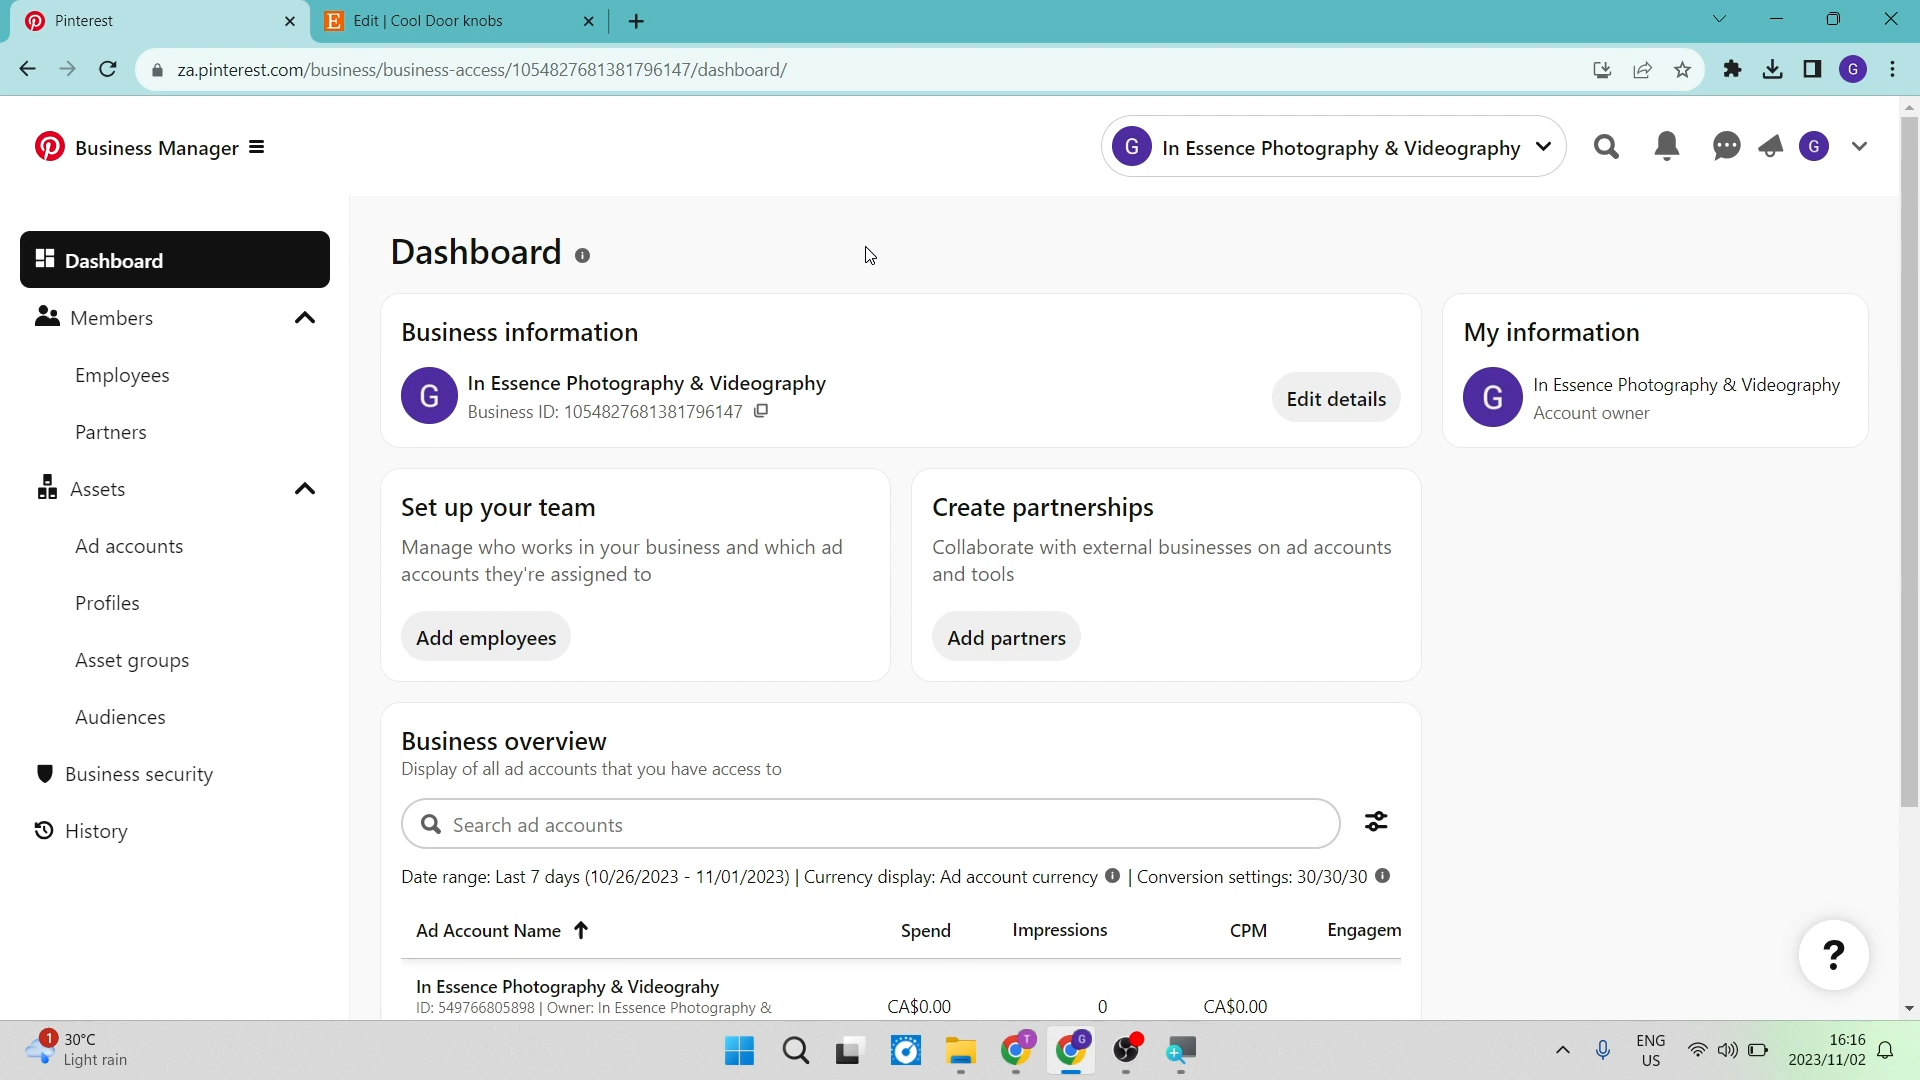 Pinterest
Edit | Cool Door knobs
za.pinterest.com/business/business-access/1054827681381796147/dashboard/
G
Business Manager
G In Essence Photography & Videography
G
Dashboard
Members
Employees
Partners
Assets
Ad accounts
Profiles
Asset groups
Audiences
Business security
History
Dashboard
Business information
G
In Essence Photography & Videography
Business ID: 1054827681381796147
Edit details
My information
G
In Essence Photography & Videography
Account owner
Set up your team
Manage who works in your business and which ad
accounts they're assigned to
Add employees
Create partnerships
Collaborate with external businesses on ad accounts
and tools
Add partners
Business overview
Display of all ad accounts that you have access to
Search ad accounts
Date range: Last 7 days (10/26/2023 - 11/01/2023) | Currency display: Ad account currency | Conversion settings: 30/30/30
Ad Account Name Spend Impressions CPM Engagem
In Essence Photography & Videograhy
ID: 549766805898 | Owner: In Essence Photography &
CA$0.00 0 CA$0.00
?
1
30°C
Light rain
T
G
ENG
US
16:16
2023/11/02